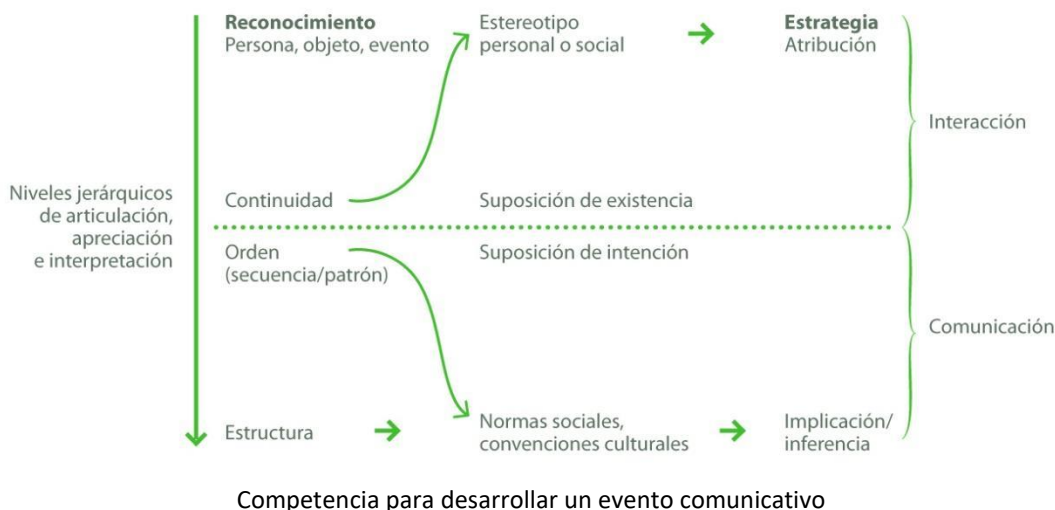 Reconocimiento
Persona, objeto, evento
Estereotipo
personal o social
Estrategia
Atribución
Interacción
Niveles jerárquicos
de articulación,
apreciación
e interpretación
Continuidad
Suposición de existencia
Orden
(secuencia/patrón)
Suposición de intención
Comunicación
Estructura
Normas sociales,
convenciones culturales
Implicación/
inferencia
Competencia para desarrollar un evento comunicativo